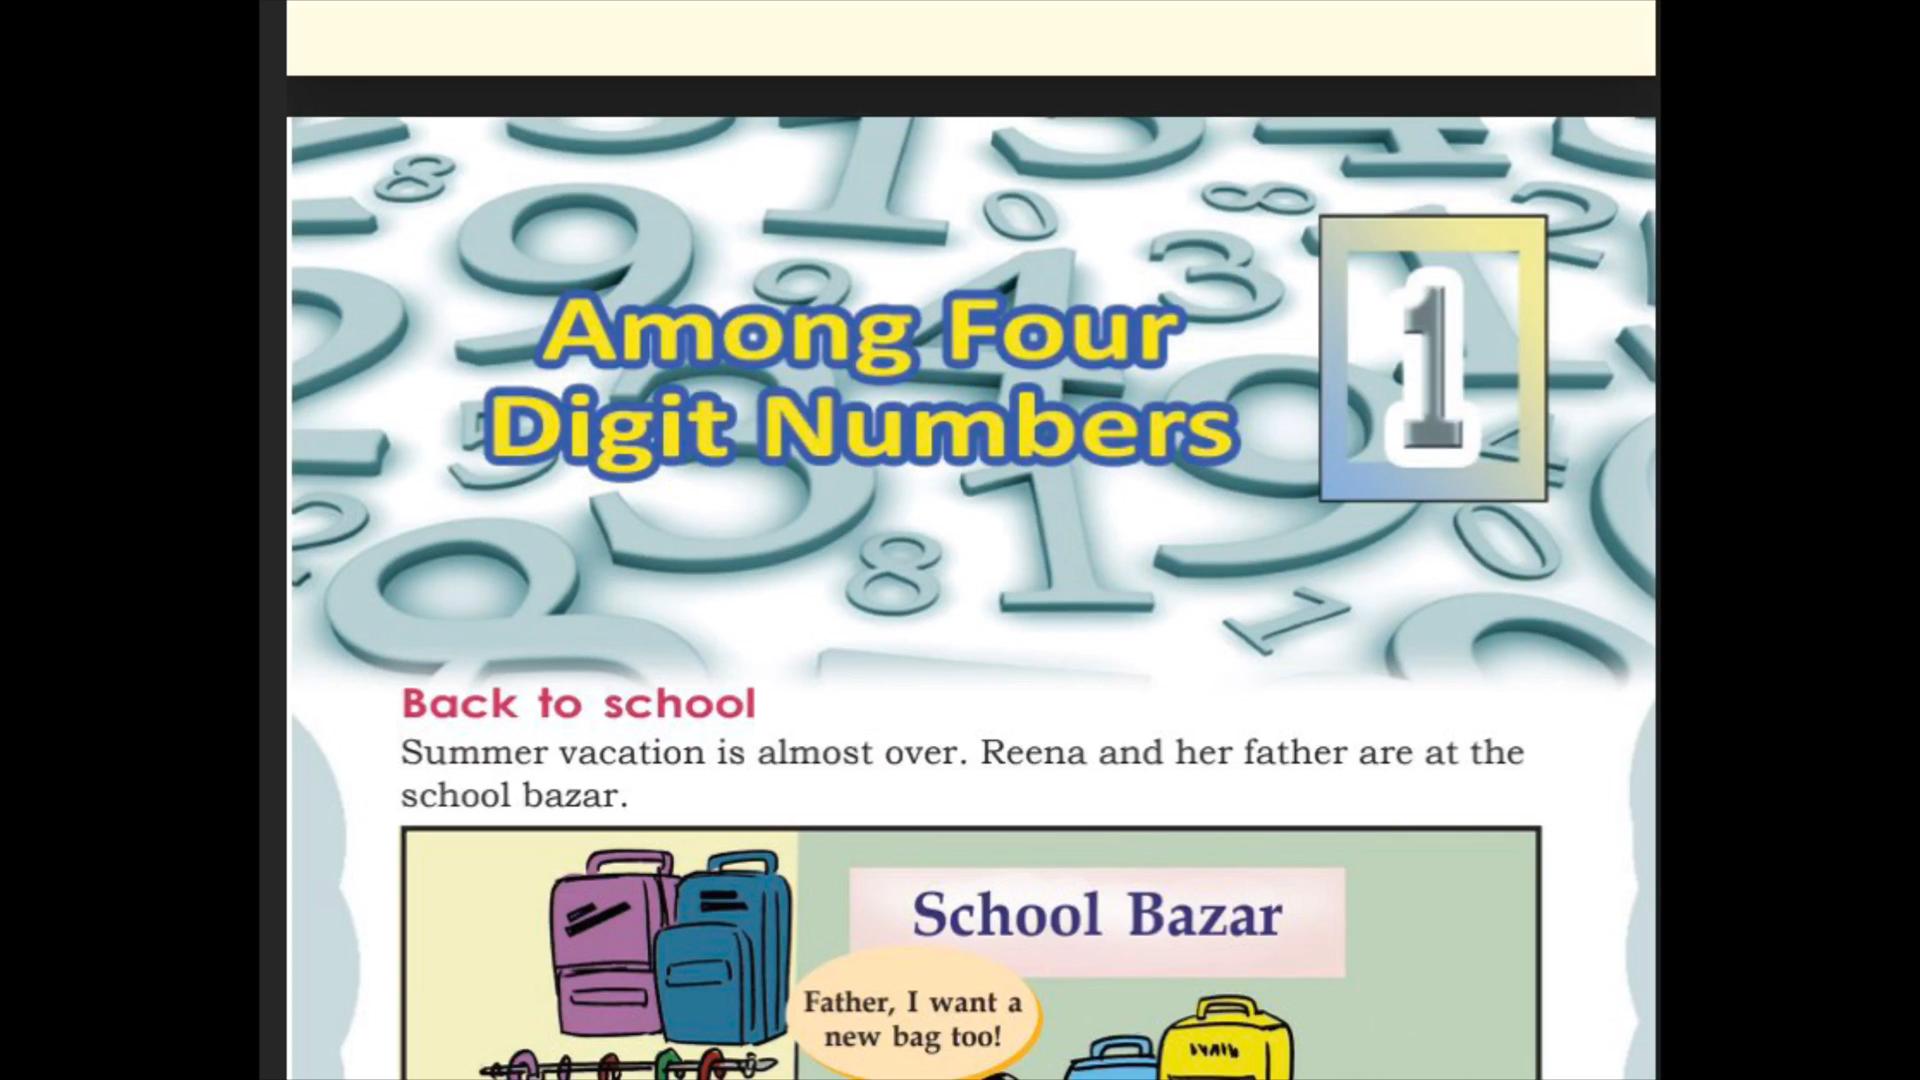 Among Four
Digit Numbers
1
Back to school
Summer vacation is almost over. Reena and her father are at the
school bazar.
School Bazar
Father, I want a
new bag too!